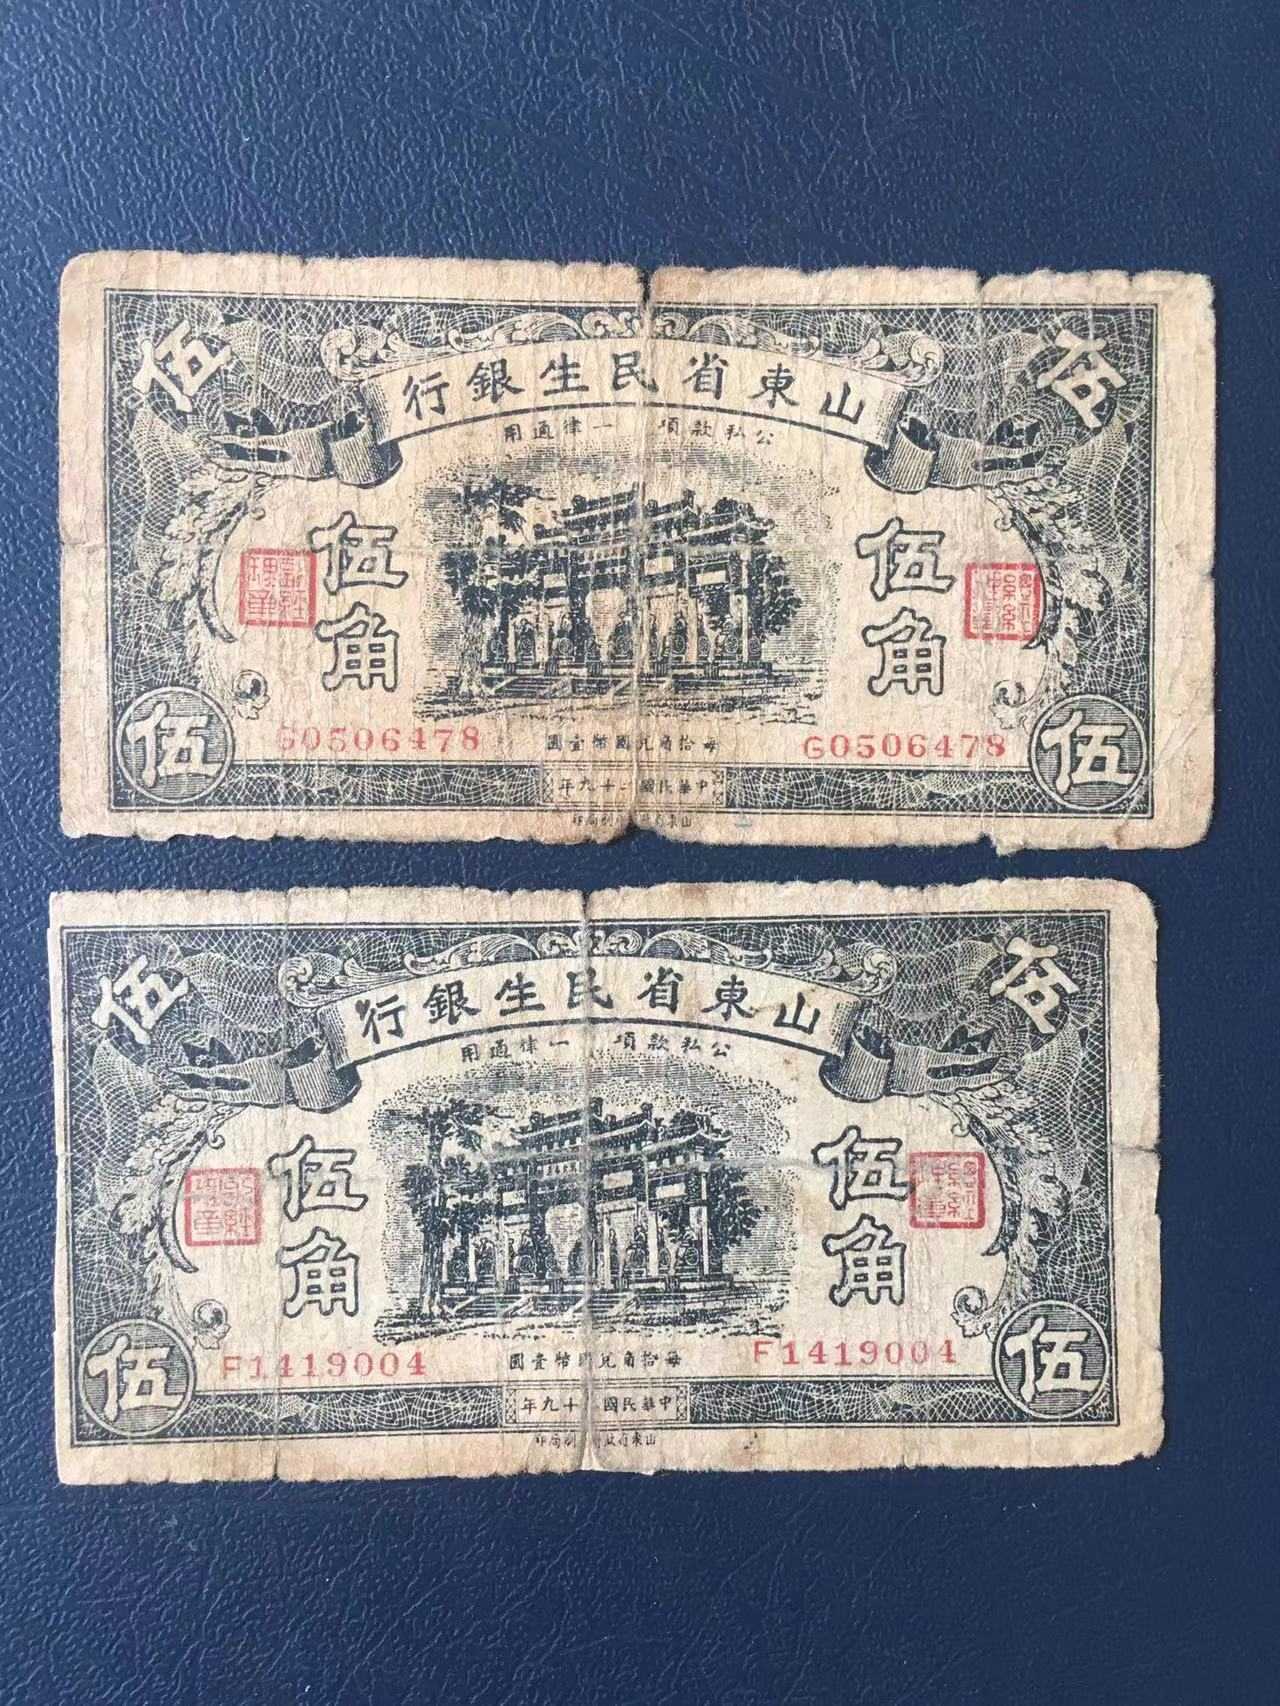 伍 伍
山東省民生銀行
公私款項一律通用
伍角 伍角
G0506478 每拾角兌國幣壹圓 G0506478
伍 伍
中華民國二十九年
伍 伍
山東省民生銀行
公私款項一律通用
伍角 伍角
F1419004 每拾角兌國幣壹圓 F1419004
伍 伍
中華民國二十九年